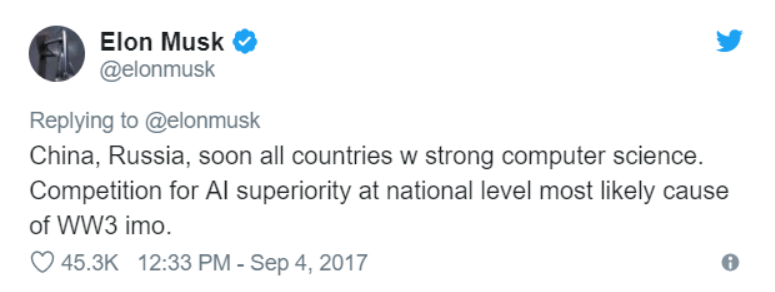 Elon Musk
@elonmusk
Replying to @elonmusk
China, Russia, soon all countries w strong computer science.
Competition for AI superiority at national level most likely cause
of WW3 imo.
45.3K 12:33 PM - Sep 4, 2017